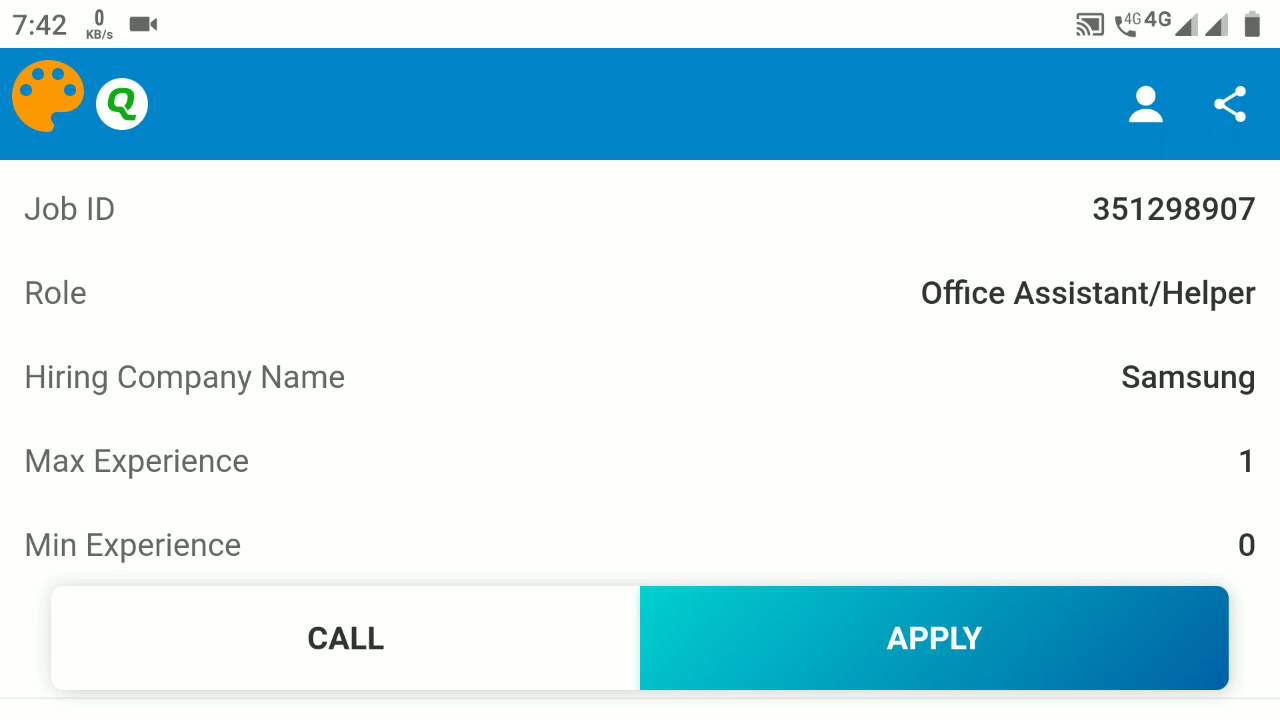 7:42 0 KB/s 4G 4G
Q
Job ID 351298907
Role Office Assistant/Helper
Hiring Company Name Samsung
Max Experience 1
Min Experience 0
CALL APPLY